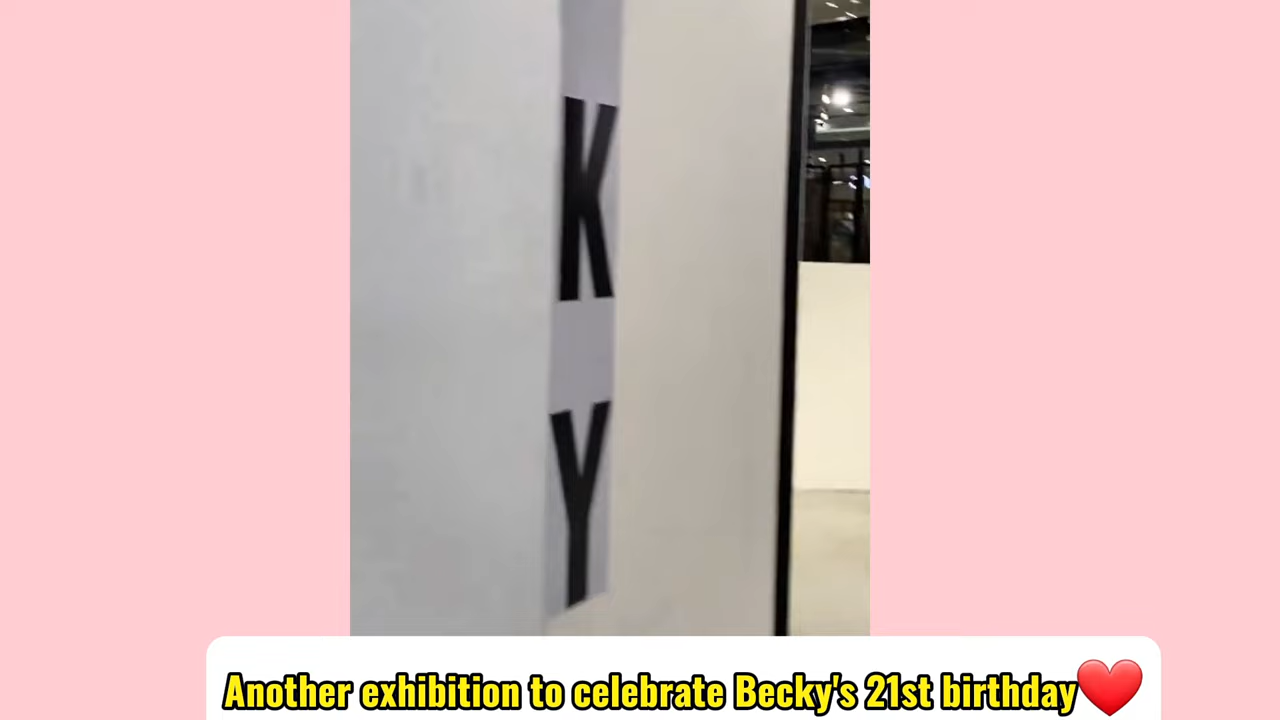 K
Y
Another exhibition to celebrate Becky's 21st birthday❤️